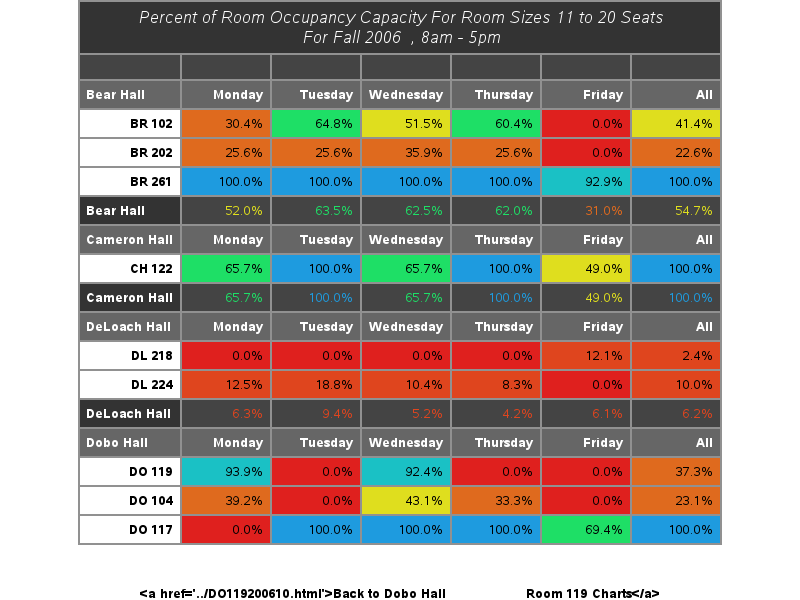 Percent of Room Occupancy Capacity For Room Sizes 11 to 20 Seats
For Fall 2006 , 8am - 5pm
Bear Hall Monday Tuesday Wednesday Thursday Friday All
BR 102 30.4% 64.8% 51.5% 60.4% 0.0% 41.4%
BR 202 25.6% 25.6% 35.9% 25.6% 0.0% 22.6%
BR 261 100.0% 100.0% 100.0% 100.0% 92.9% 100.0%
Bear Hall 52.0% 63.5% 62.5% 62.0% 31.0% 54.7%
Cameron Hall Monday Tuesday Wednesday Thursday Friday All
CH 122 65.7% 100.0% 65.7% 100.0% 49.0% 100.0%
Cameron Hall 65.7% 100.0% 65.7% 100.0% 49.0% 100.0%
DeLoach Hall Monday Tuesday Wednesday Thursday Friday All
DL 218 0.0% 0.0% 0.0% 0.0% 12.1% 2.4%
DL 224 12.5% 18.8% 10.4% 8.3% 0.0% 10.0%
DeLoach Hall 6.3% 9.4% 5.2% 4.2% 6.1% 6.2%
Dobo Hall Monday Tuesday Wednesday Thursday Friday All
DO 119 93.9% 0.0% 92.4% 0.0% 0.0% 37.3%
DO 104 39.2% 0.0% 43.1% 33.3% 0.0% 23.1%
DO 117 0.0% 100.0% 100.0% 100.0% 69.4% 100.0%
<a href='../DO119200610.html'>Back to Dobo Hall Room 119 Charts</a>